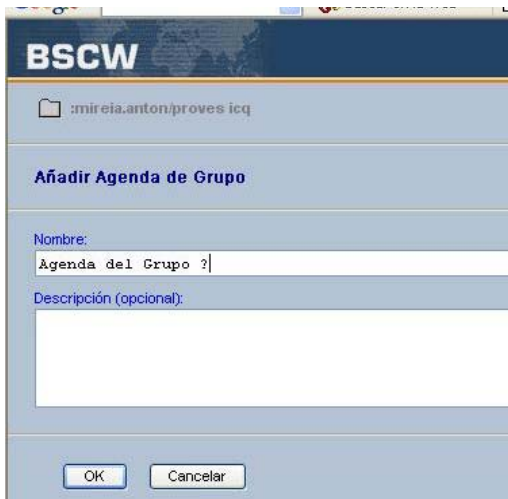 BSCW
:mireia.anton/proves icq
Añadir Agenda de Grupo
Nombre:
Agenda del Grupo ?
Descripción (opcional):
OK Cancelar